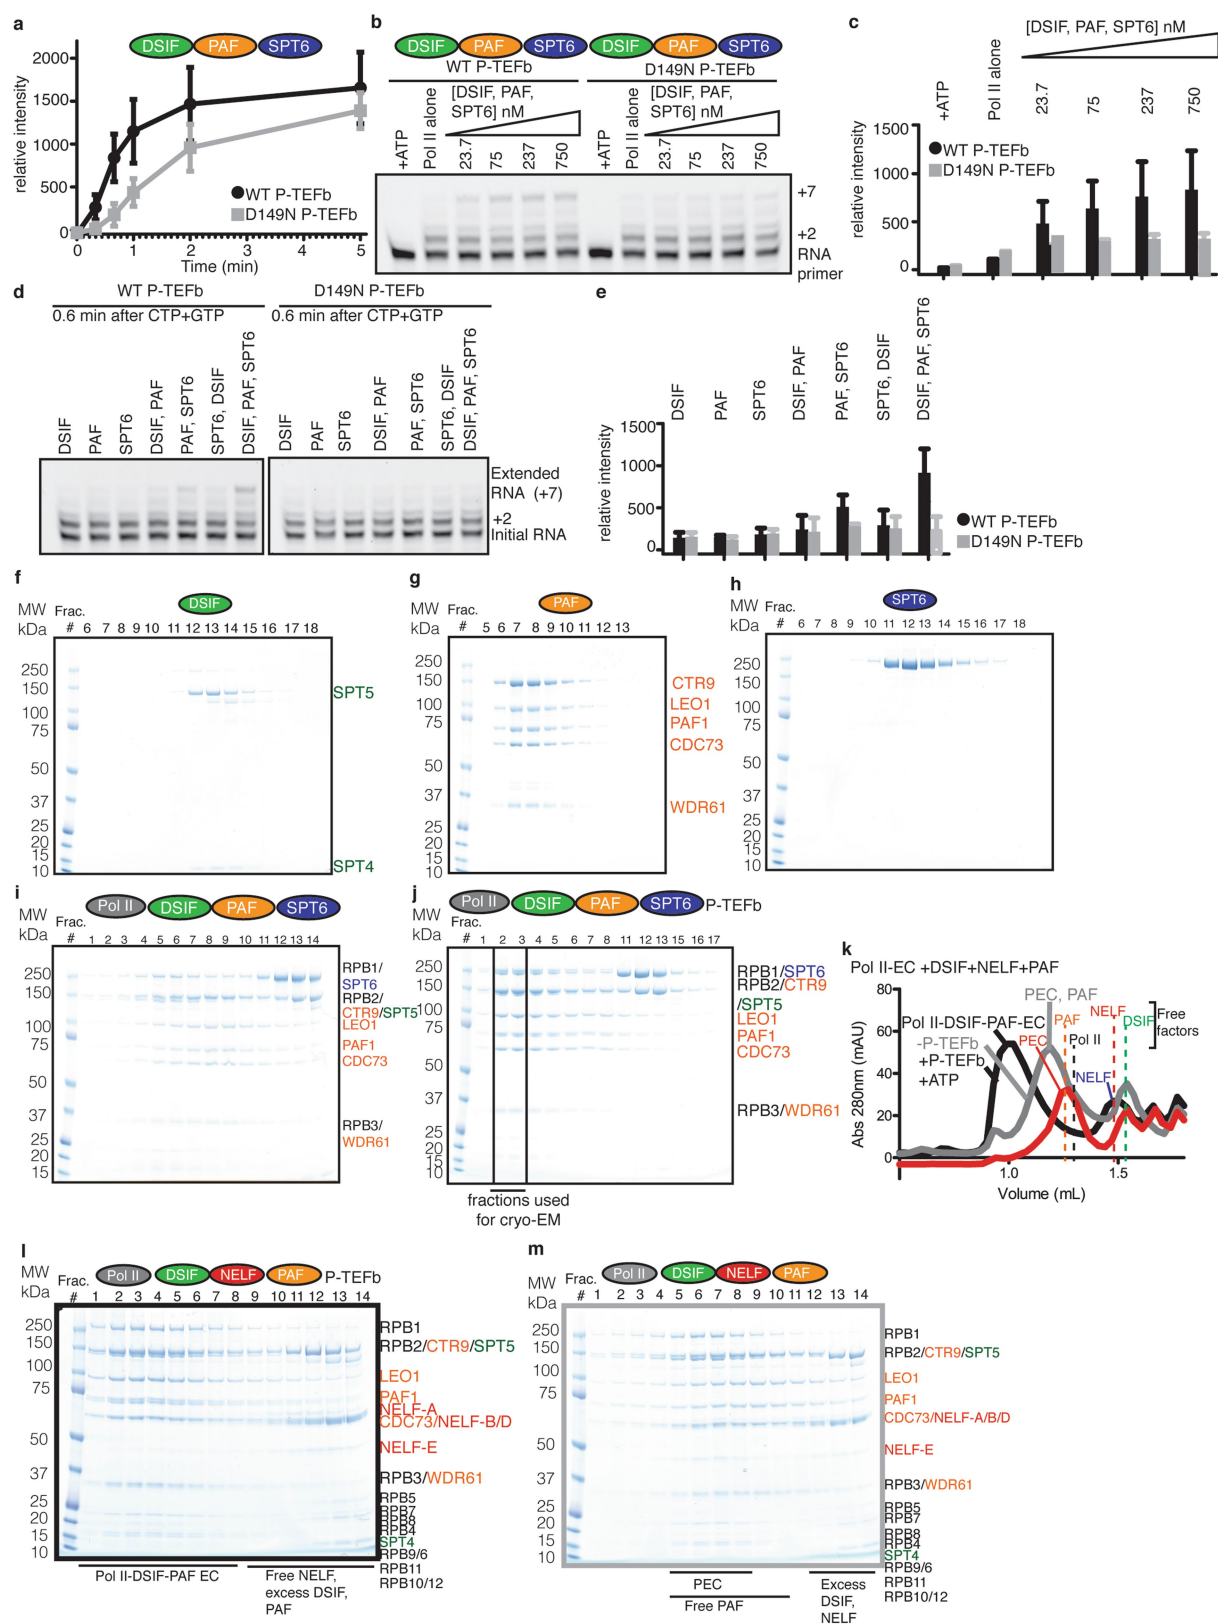 a
DSIF PAF SPT6
relative intensity
2000
1500
1000
500
0
WT P-TEFb
D149N P-TEFb
0 1 2 3 4 5
Time (min)
b
DSIF PAF SPT6 DSIF PAF SPT6
WT P-TEFb D149N P-TEFb
[DSIF, PAF, SPT6] nM [DSIF, PAF, SPT6] nM
+ATP Pol II alone 23.7 75 237 750 +ATP Pol II alone 23.7 75 237 750
+7
+2
RNA
primer
c
[DSIF, PAF, SPT6] nM
+ATP Pol II alone 23.7 75 237 750
relative intensity
1500
1000
500
0
WT P-TEFb
D149N P-TEFb
d
WT P-TEFb D149N P-TEFb
0.6 min after CTP+GTP 0.6 min after CTP+GTP
DSIF PAF SPT6 DSIF, PAF PAF, SPT6 SPT6, DSIF DSIF, PAF, SPT6
DSIF PAF SPT6 DSIF, PAF PAF, SPT6 SPT6, DSIF DSIF, PAF, SPT6
Extended
RNA (+7)
+2
Initial RNA
e
DSIF PAF SPT6 DSIF, PAF PAF, SPT6 SPT6, DSIF DSIF, PAF, SPT6
relative intensity
1500
1000
500
0
WT P-TEFb
D149N P-TEFb
f
DSIF
MW Frac.
kDa # 6 7 8 9 10 11 12 13 14 15 16 17 18
250
150
100
75
50
37
25
20
15
10
SPT5
SPT4
g
PAF
MW Frac.
kDa # 5 6 7 8 9 10 11 12 13
250
150
100
75
50
37
25
20
15
10
CTR9
LEO1
PAF1
CDC73
WDR61
h
SPT6
MW Frac.
kDa # 6 7 8 9 10 11 12 13 14 15 16 17 18
250
150
100
75
50
37
25
20
15
10
i
Pol II DSIF PAF SPT6
MW Frac.
kDa # 1 2 3 4 5 6 7 8 9 10 11 12 13 14
250
150
100
75
50
37
25
20
15
RPB1/
SPT6
RPB2/
CTR9/SPT5
LEO1
PAF1
CDC73
RPB3/
WDR61
j
Pol II DSIF PAF SPT6 P-TEFb
MW Frac.
kDa # 1 2 3 4 5 6 7 8 11 12 13 15 16 17
250
150
100
75
50
37
25
20
15
10
RPB1/SPT6
RPB2/CTR9
/SPT5
LEO1
PAF1
CDC73
RPB3/WDR61
fractions used
for cryo-EM
k
Pol II-EC +DSIF+NELF+PAF
Abs 280nm (mAU)
80
60
40
20
0
PEC, PAF
Pol II-DSIF-PAF-EC
-P-TEFb
+P-TEFb
+ATP
PEC
PAF
Pol II
NELF
DSIF
NELF
Free
factors
1.0 1.5
Volume (mL)
l
Pol II DSIF NELF PAF P-TEFb
MW Frac.
kDa # 1 2 3 4 5 6 7 8 9 10 11 12 13 14
250
150
100
75
50
37
25
20
15
10
RPB1
RPB2/CTR9/SPT5
LEO1
PAF1
NELF-A
CDC73/NELF-B/D
NELF-E
RPB3/WDR61
RPB5
RPB7
RPB8
RPB4
SPT4
RPB9/6
RPB11
RPB10/12
Pol II-DSIF-PAF EC
Free NELF,
excess DSIF,
PAF
m
Pol II DSIF NELF PAF
MW Frac.
kDa # 1 2 3 4 5 6 7 8 9 10 11 12 13 14
250
150
100
75
50
37
25
20
15
10
RPB1
RPB2/CTR9/SPT5
LEO1
PAF1
CDC73/NELF-A/B/D
NELF-E
RPB3/WDR61
RPB5
RPB7
RPB8
RPB4
SPT4
RPB9/6
RPB11
RPB10/12
PEC
Free PAF
Excess
DSIF,
NELF